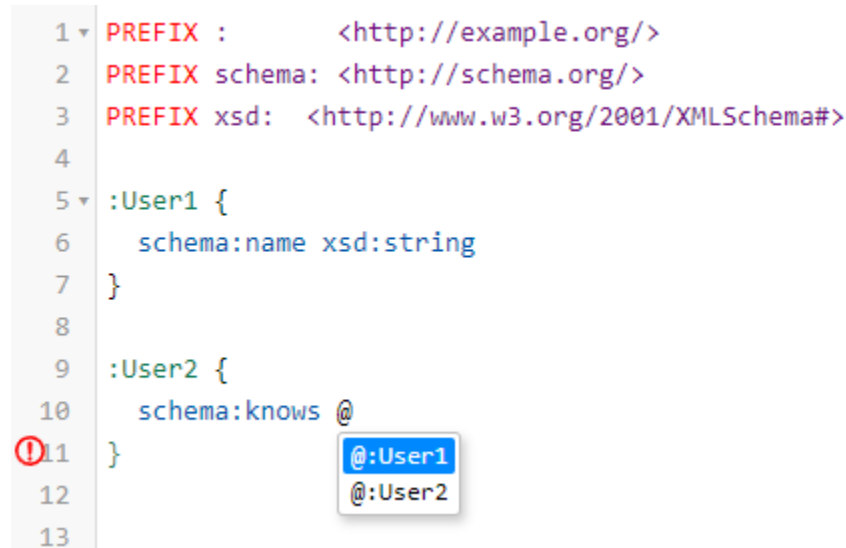 1 PREFIX :       <http://example.org/>
2 PREFIX schema: <http://schema.org/>
3 PREFIX xsd:  <http://www.w3.org/2001/XMLSchema#>
4
5 :User1 {
6   schema:name xsd:string
7 }
8
9 :User2 {
10   schema:knows @
11 }
@:User1
12
@:User2
13